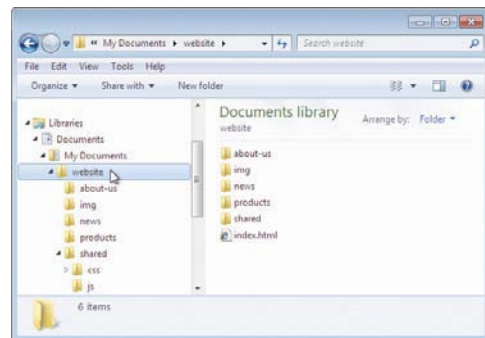 « My Documents ▸ website ▸
Search website
File Edit View Tools Help
Organize ▾ Share with ▾ New folder
Libraries
Documents
My Documents
website
about-us
img
news
products
shared
css
js
Documents library
website
Arrange by: Folder ▾
about-us
img
news
products
shared
index.html
6 items